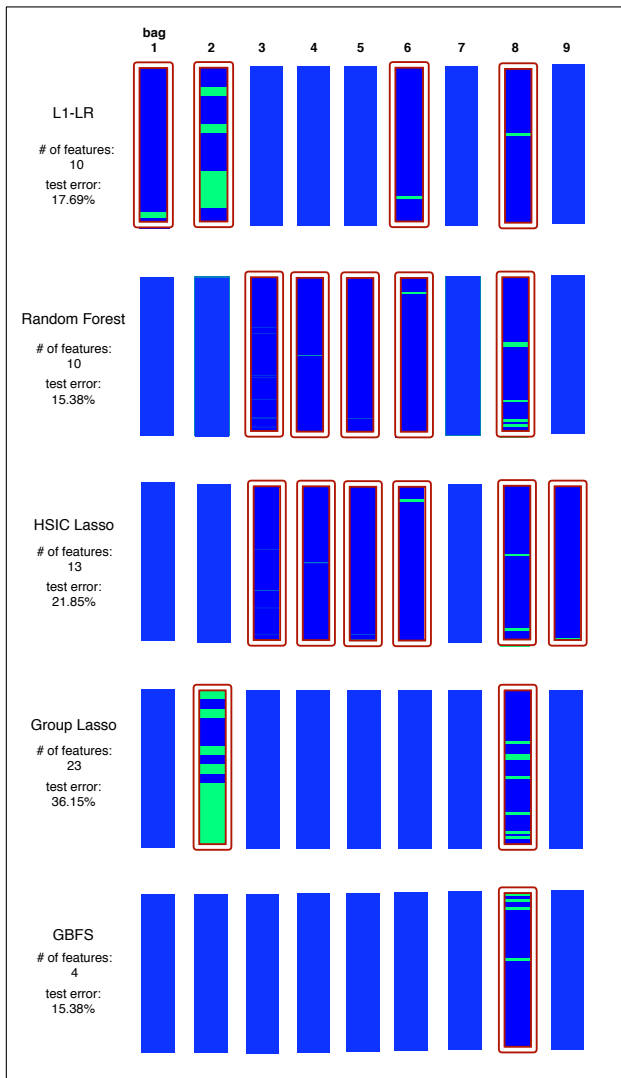 bag
1 2 3 4 5 6 7 8 9
L1-LR
# of features:
10
test error:
17.69%
Random Forest
# of features:
10
test error:
15.38%
HSIC Lasso
# of features:
13
test error:
21.85%
Group Lasso
# of features:
23
test error:
36.15%
GBFS
# of features:
4
test error:
15.38%